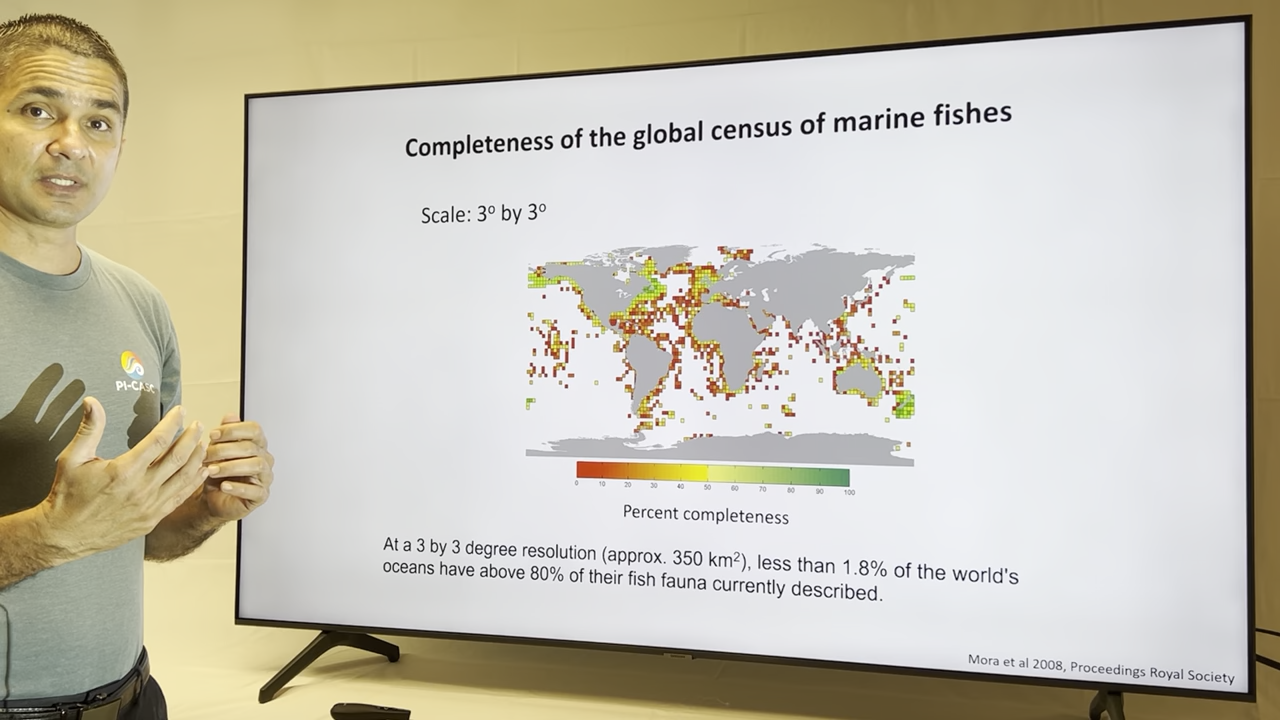 Completeness of the global census of marine fishes
Scale: 3º by 3º
PI-CASC
0 10 20 30 40 50 60 70 80 90 100
Percent completeness
At a 3 by 3 degree resolution (approx. 350 km²), less than 1.8% of the world's
oceans have above 80% of their fish fauna currently described.
Mora et al 2008, Proceedings Royal Society